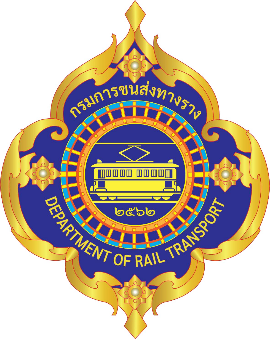 กรมการขนส่งทางราง
๒๕๖๒
DEPARTMENT OF RAIL TRANSPORT